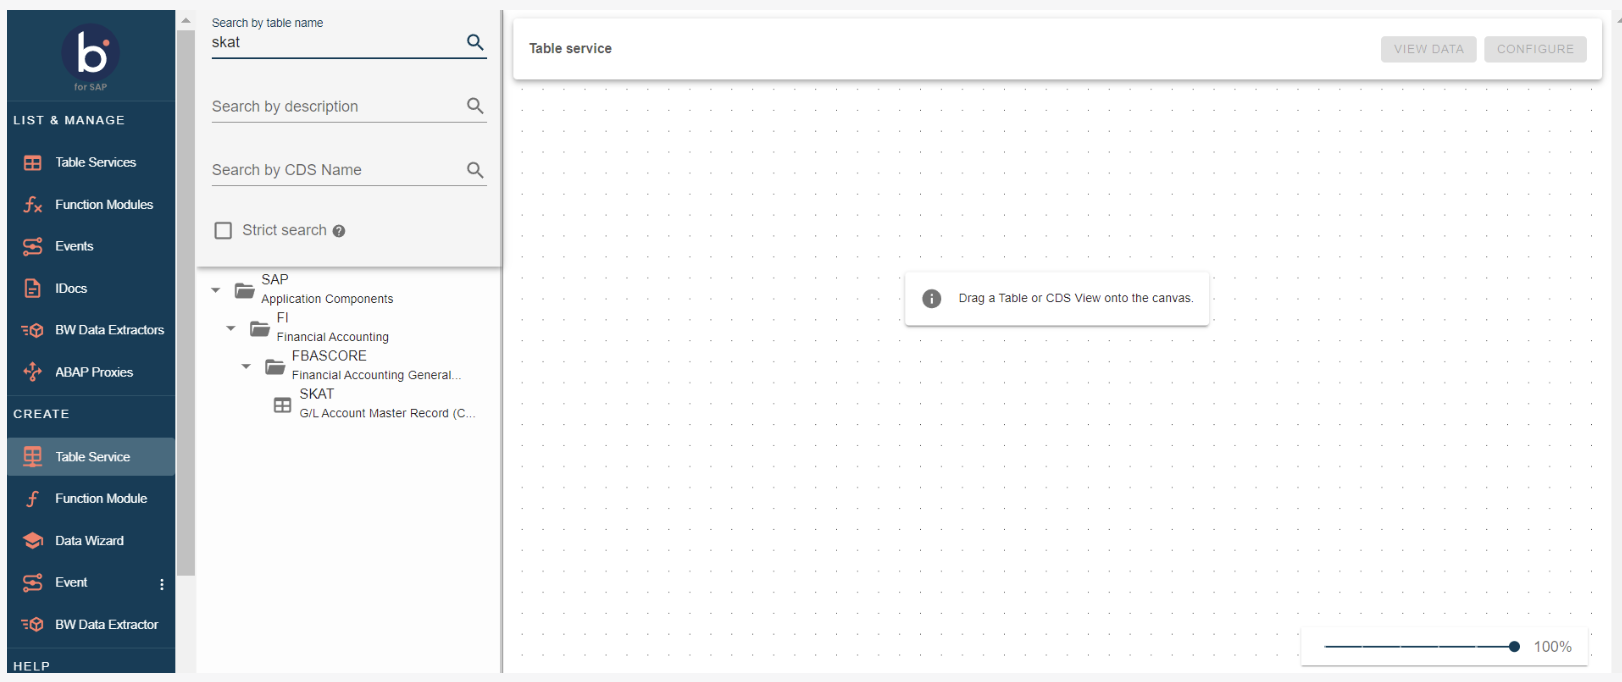 b
for SAP
LIST & MANAGE
Table Services
Function Modules
Events
IDocs
BW Data Extractors
ABAP Proxies
CREATE
Table Service
Function Module
Data Wizard
Event
BW Data Extractor
HELP
Search by table name
skat
Search by description
Search by CDS Name
Strict search ?
SAP
Application Components
FI
Financial Accounting
FBASCORE
Financial Accounting General...
SKAT
G/L Account Master Record (C...
Table service
VIEW DATA
CONFIGURE
Drag a Table or CDS View onto the canvas.
100%